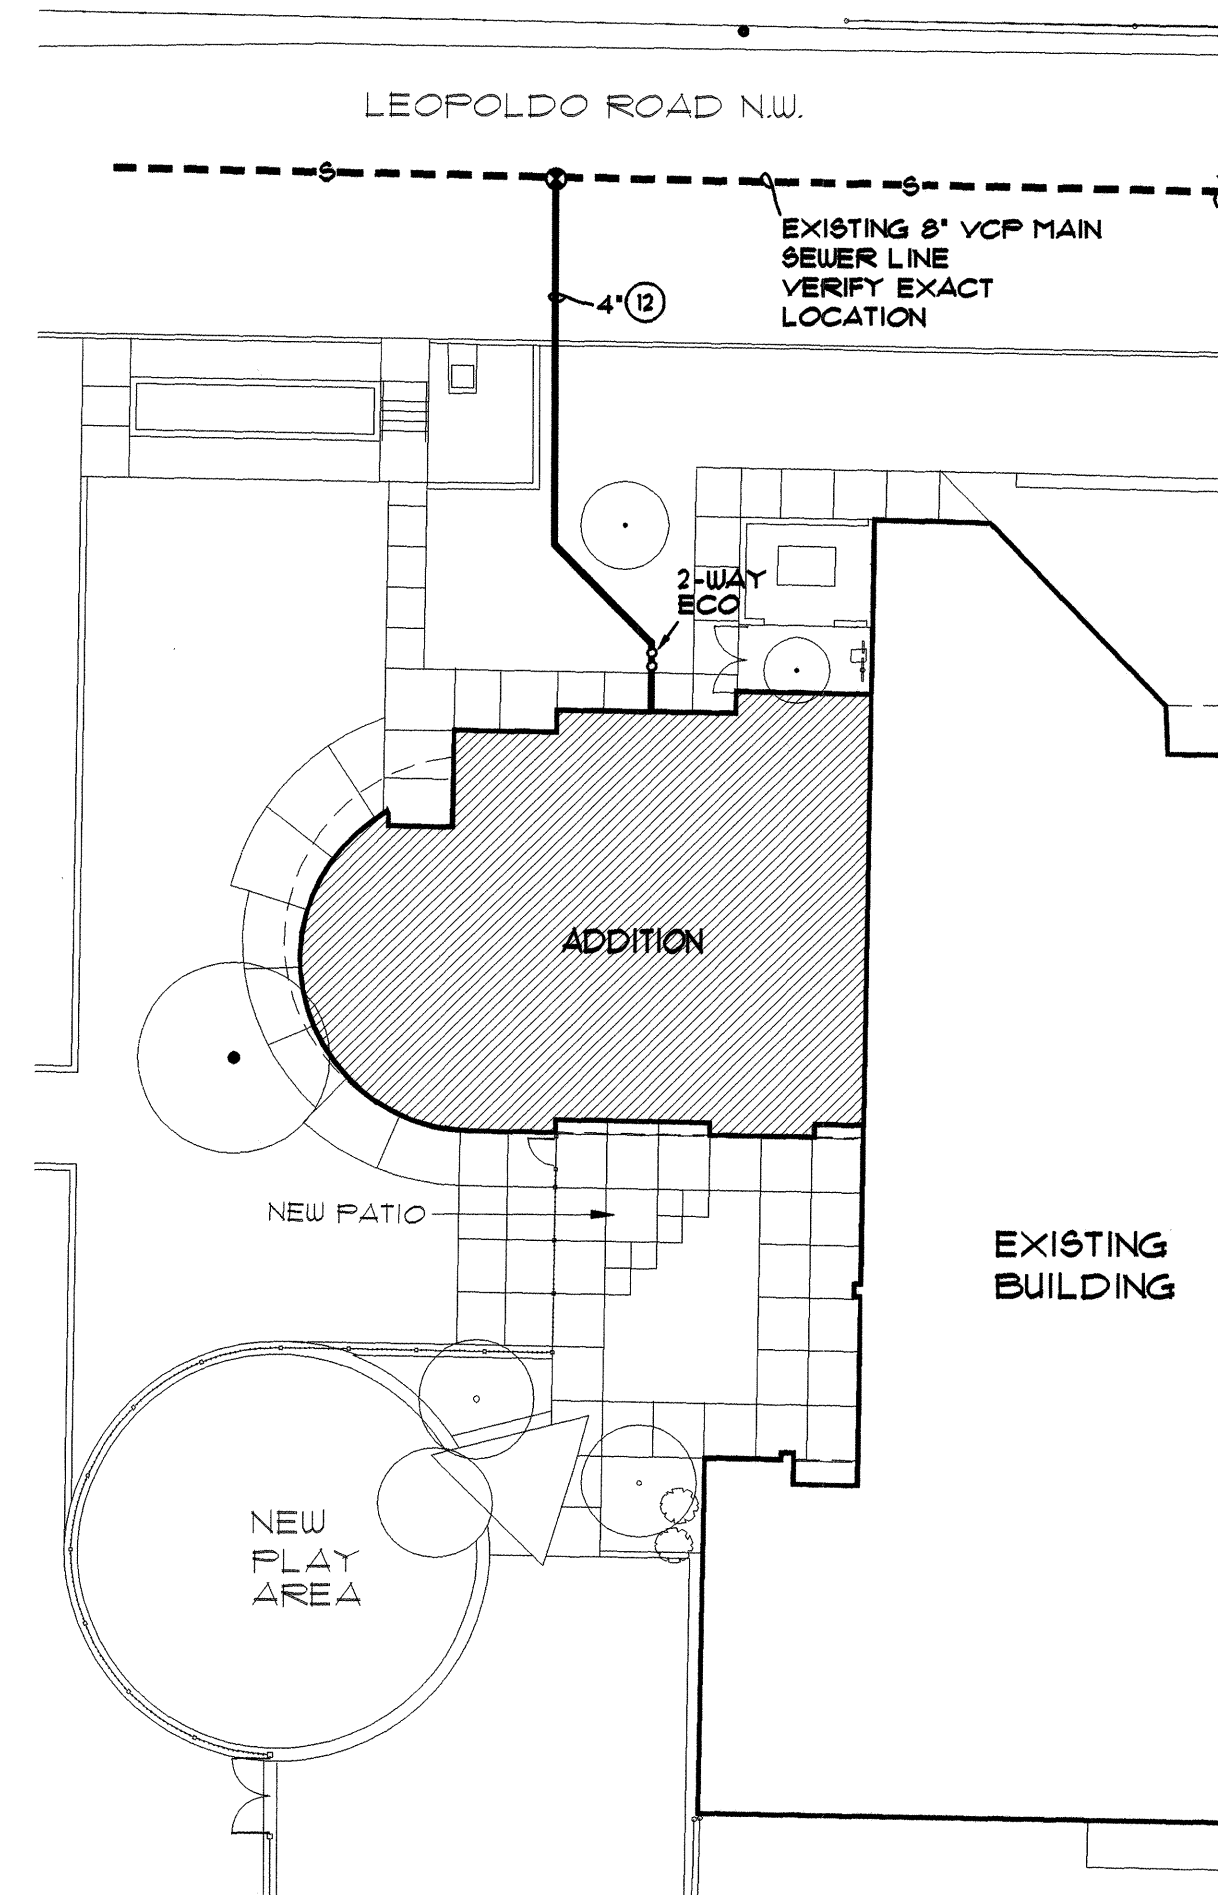 LEOPOLDO ROAD N.W.
S
S
EXISTING 8" VCP MAIN
SEWER LINE
VERIFY EXACT
LOCATION
4" 12
2-WAY
ECO
ADDITION
NEW PATIO
EXISTING
BUILDING
NEW
PLAY
AREA